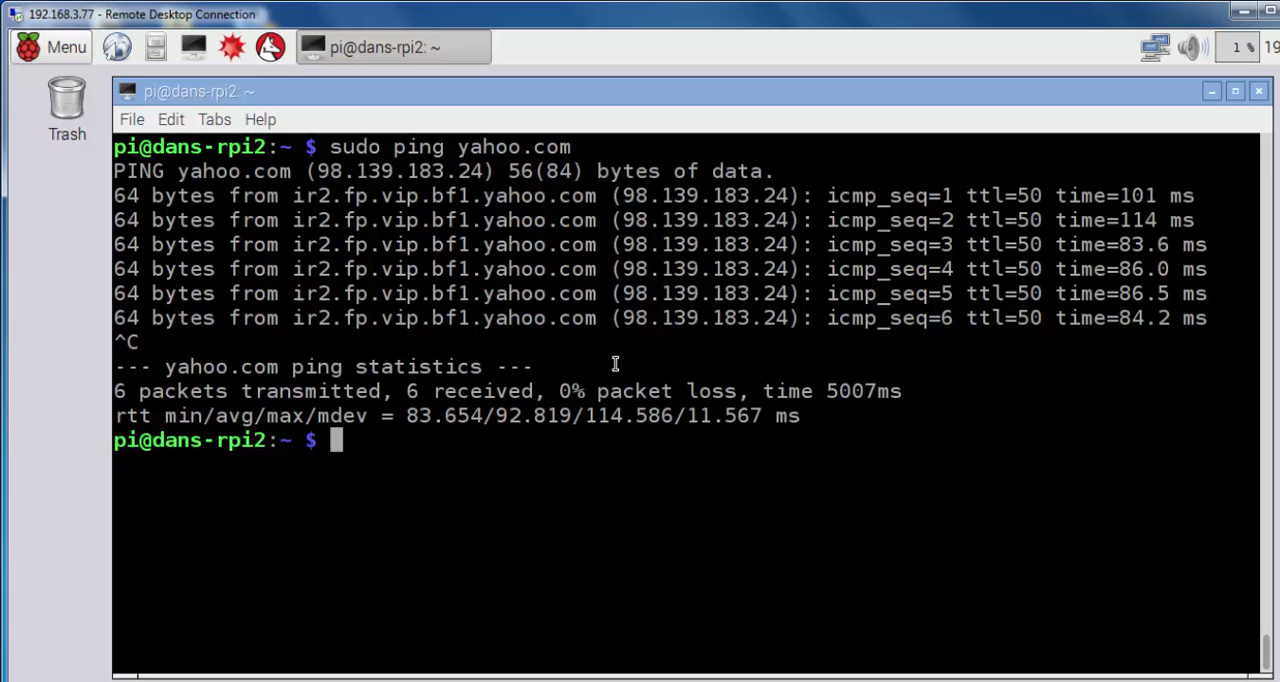 192.168.3.77 - Remote Desktop Connection
Menu
pi@dans-rpi2: ~
1 %
19
Trash
pi@dans-rpi2: ~
File Edit Tabs Help
pi@dans-rpi2:~ $ sudo ping yahoo.com
PING yahoo.com (98.139.183.24) 56(84) bytes of data.
64 bytes from ir2.fp.vip.bf1.yahoo.com (98.139.183.24): icmp_seq=1 ttl=50 time=101 ms
64 bytes from ir2.fp.vip.bf1.yahoo.com (98.139.183.24): icmp_seq=2 ttl=50 time=114 ms
64 bytes from ir2.fp.vip.bf1.yahoo.com (98.139.183.24): icmp_seq=3 ttl=50 time=83.6 ms
64 bytes from ir2.fp.vip.bf1.yahoo.com (98.139.183.24): icmp_seq=4 ttl=50 time=86.0 ms
64 bytes from ir2.fp.vip.bf1.yahoo.com (98.139.183.24): icmp_seq=5 ttl=50 time=86.5 ms
64 bytes from ir2.fp.vip.bf1.yahoo.com (98.139.183.24): icmp_seq=6 ttl=50 time=84.2 ms
^C
--- yahoo.com ping statistics ---
6 packets transmitted, 6 received, 0% packet loss, time 5007ms
rtt min/avg/max/mdev = 83.654/92.819/114.586/11.567 ms
pi@dans-rpi2:~ $